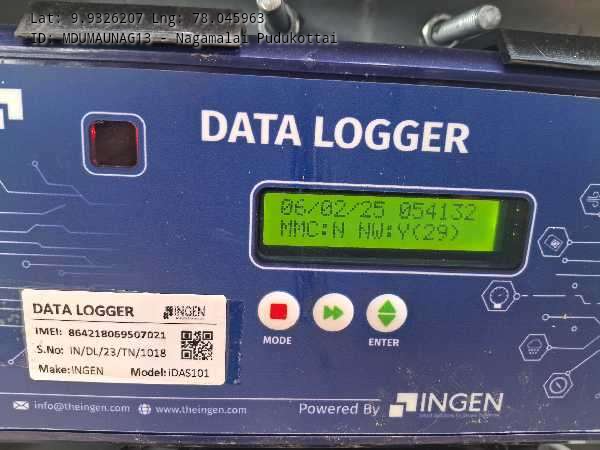 Lat: 9.9326207 Lng: 78.045963
ID: MDUMAUNAG13 - Nagamalai Pudukottai
DATA LOGGER
06/02/25 054132
MMC:N NW:Y(29)
MODE
ENTER
DATA LOGGER INGEN
IMEI: 864218069507021
S.No: IN/DL/23/TN/1018
Make:INGEN Model:iDAS101
info@theingen.com www.theingen.com
Powered By INGEN